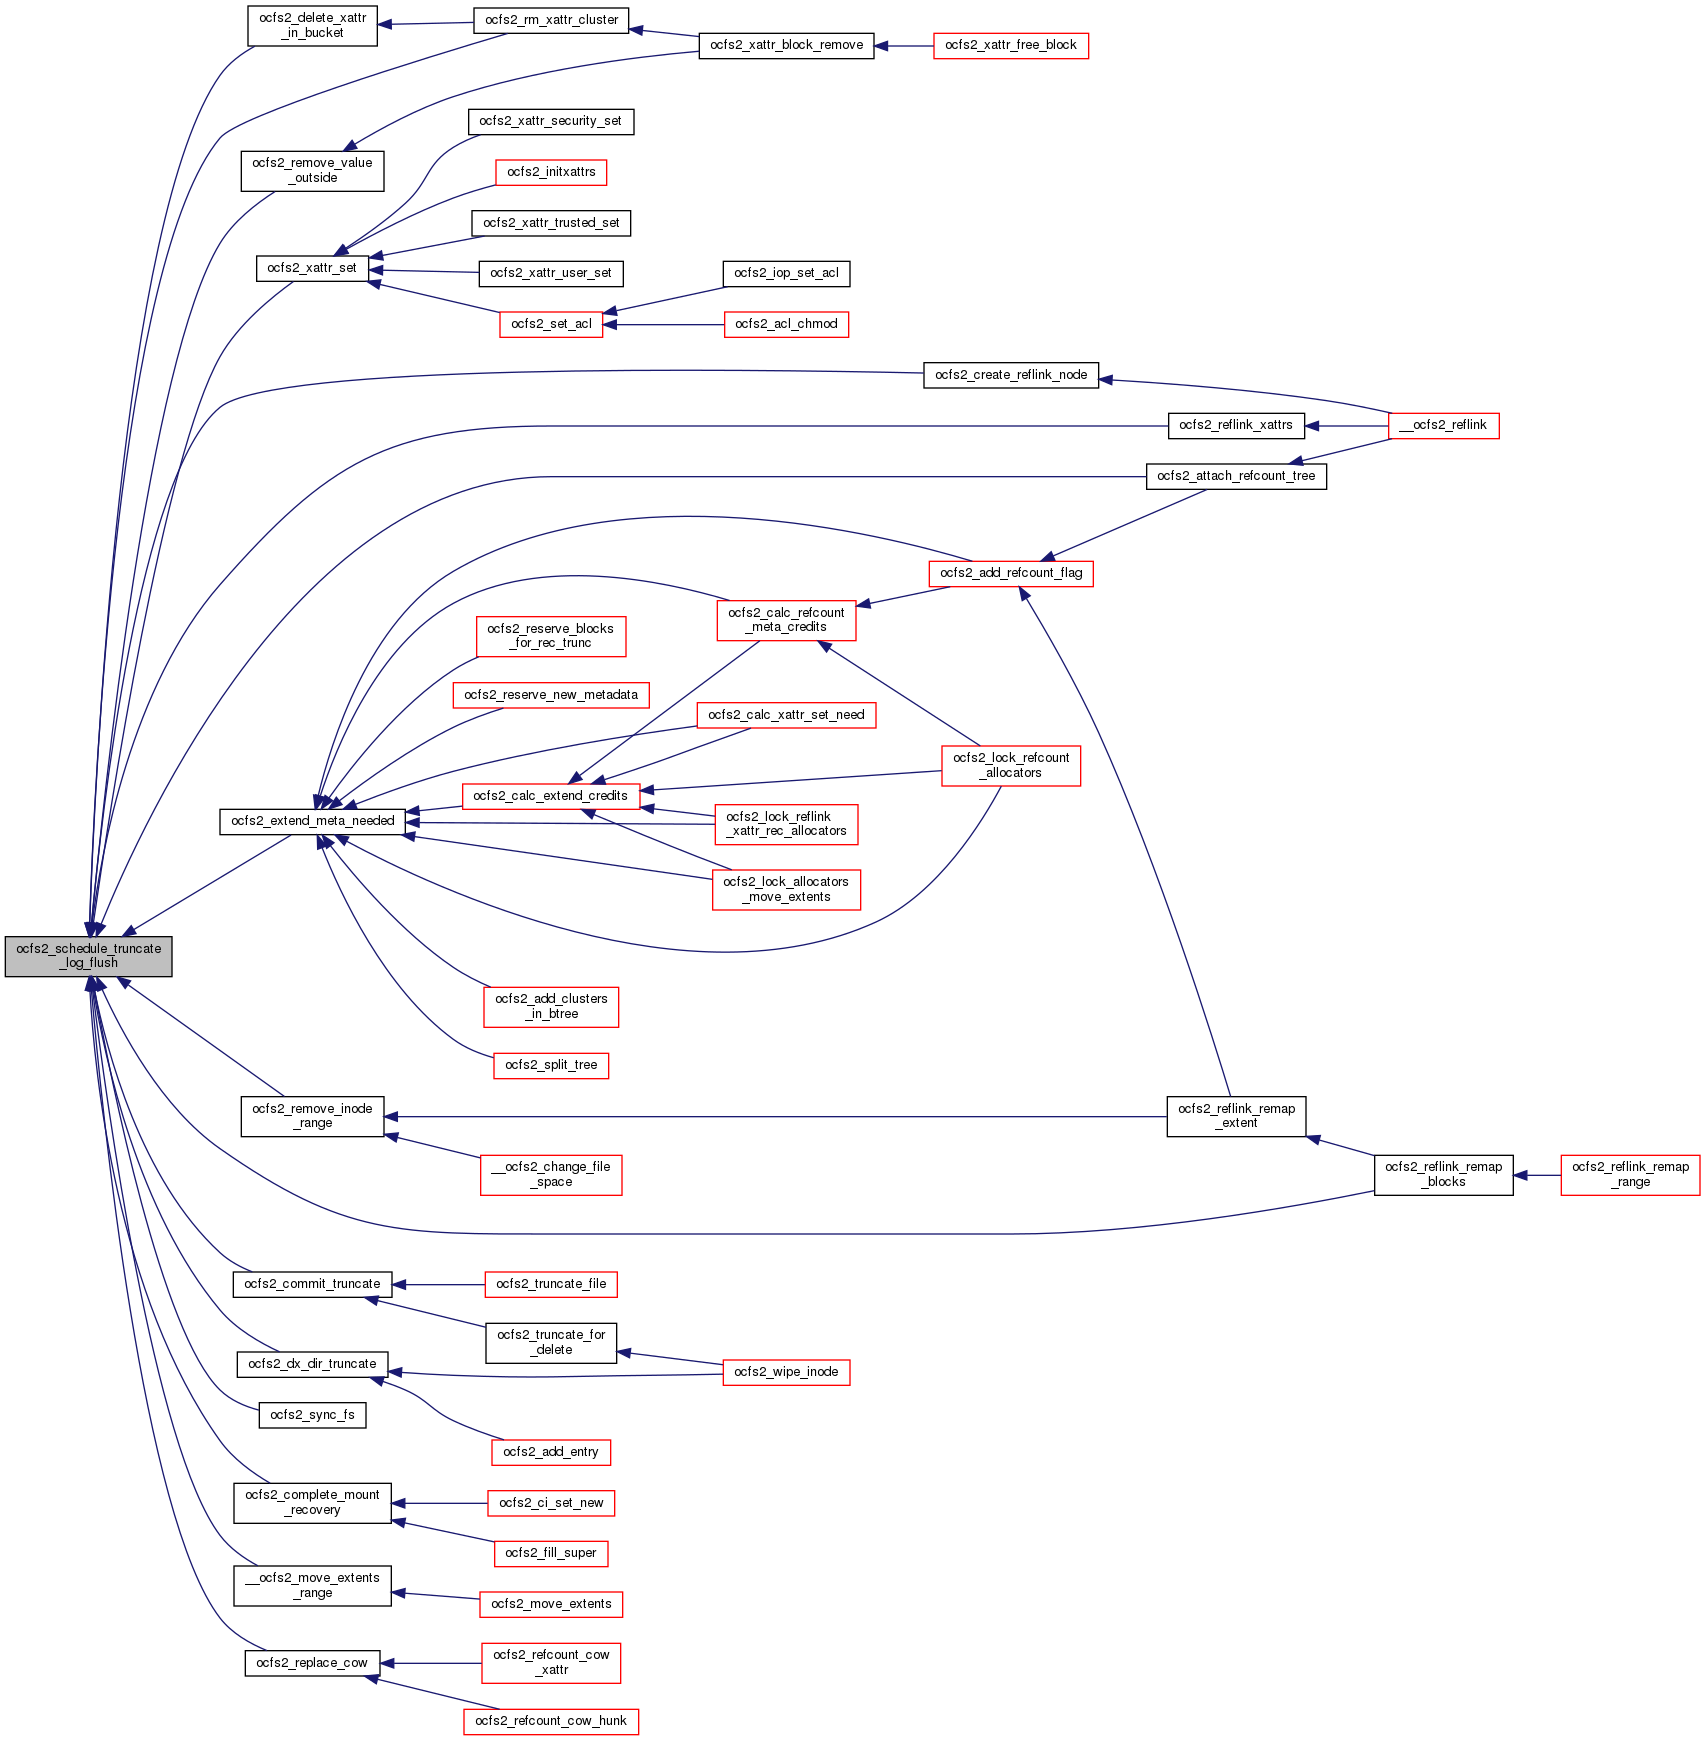 ocfs2_delete_xattr
_in_bucket
ocfs2_rm_xattr_cluster
ocfs2_xattr_block_remove
ocfs2_xattr_free_block
ocfs2_xattr_security_set
ocfs2_remove_value
_outside
ocfs2_initxattrs
ocfs2_xattr_trusted_set
ocfs2_xattr_set
ocfs2_xattr_user_set
ocfs2_iop_set_acl
ocfs2_set_acl
ocfs2_acl_chmod
ocfs2_create_reflink_node
ocfs2_reflink_xattrs
__ocfs2_reflink
ocfs2_attach_refcount_tree
ocfs2_add_refcount_flag
ocfs2_calc_refcount
_meta_credits
ocfs2_reserve_blocks
_for_rec_trunc
ocfs2_reserve_new_metadata
ocfs2_calc_xattr_set_need
ocfs2_lock_refcount
_allocators
ocfs2_calc_extend_credits
ocfs2_extend_meta_needed
ocfs2_lock_reflink
_xattr_rec_allocators
ocfs2_lock_allocators
_move_extents
ocfs2_schedule_truncate
_log_flush
ocfs2_add_clusters
_in_btree
ocfs2_split_tree
ocfs2_remove_inode
_range
ocfs2_reflink_remap
_extent
__ocfs2_change_file
_space
ocfs2_reflink_remap
_blocks
ocfs2_reflink_remap
_range
ocfs2_commit_truncate
ocfs2_truncate_file
ocfs2_truncate_for
_delete
ocfs2_dx_dir_truncate
ocfs2_wipe_inode
ocfs2_sync_fs
ocfs2_add_entry
ocfs2_complete_mount
_recovery
ocfs2_ci_set_new
ocfs2_fill_super
__ocfs2_move_extents
_range
ocfs2_move_extents
ocfs2_replace_cow
ocfs2_refcount_cow
_xattr
ocfs2_refcount_cow_hunk